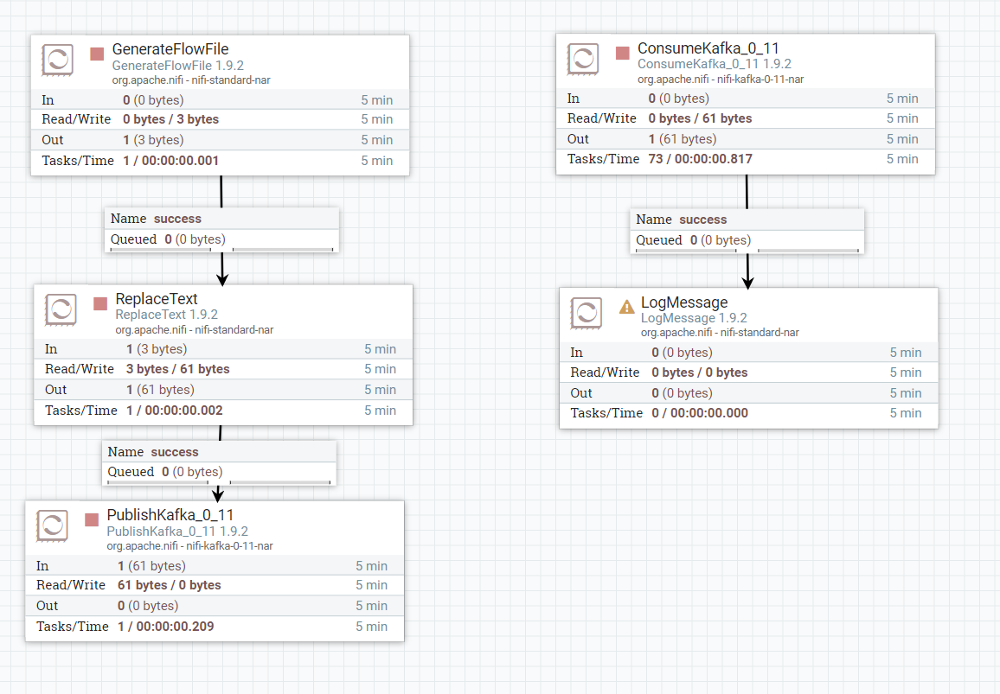 GenerateFlowFile
GenerateFlowFile 1.9.2
org.apache.nifi - nifi-standard-nar
In 0 (0 bytes) 5 min
Read/Write 0 bytes / 3 bytes 5 min
Out 1 (3 bytes) 5 min
Tasks/Time 1 / 00:00:00.001 5 min
Name success
Queued 0 (0 bytes)
ReplaceText
ReplaceText 1.9.2
org.apache.nifi - nifi-standard-nar
In 1 (3 bytes) 5 min
Read/Write 3 bytes / 61 bytes 5 min
Out 1 (61 bytes) 5 min
Tasks/Time 1 / 00:00:00.002 5 min
Name success
Queued 0 (0 bytes)
PublishKafka_0_11
PublishKafka_0_11 1.9.2
org.apache.nifi - nifi-kafka-0-11-nar
In 1 (61 bytes) 5 min
Read/Write 61 bytes / 0 bytes 5 min
Out 0 (0 bytes) 5 min
Tasks/Time 1 / 00:00:00.209 5 min
ConsumeKafka_0_11
ConsumeKafka_0_11 1.9.2
org.apache.nifi - nifi-kafka-0-11-nar
In 0 (0 bytes) 5 min
Read/Write 0 bytes / 61 bytes 5 min
Out 1 (61 bytes) 5 min
Tasks/Time 73 / 00:00:00.817 5 min
Name success
Queued 0 (0 bytes)
LogMessage
LogMessage 1.9.2
org.apache.nifi - nifi-standard-nar
In 0 (0 bytes) 5 min
Read/Write 0 bytes / 0 bytes 5 min
Out 0 (0 bytes) 5 min
Tasks/Time 0 / 00:00:00.000 5 min